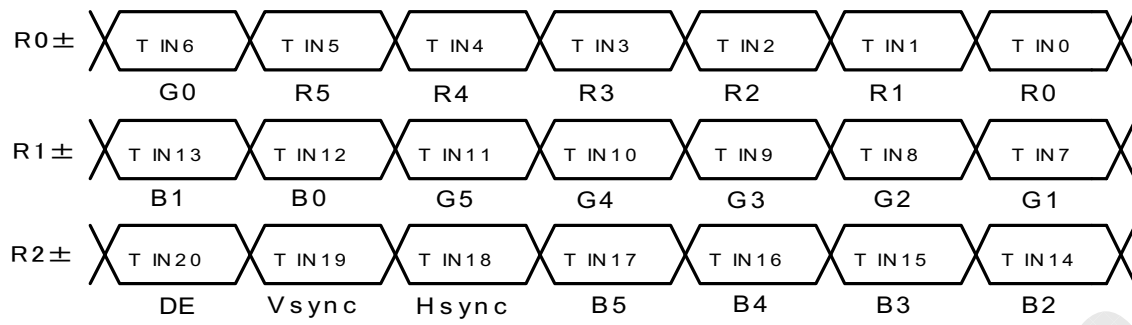 R0± T IN6 T IN5 T IN4 T IN3 T IN2 T IN1 T IN0
G0 R5 R4 R3 R2 R1 R0
R1± T IN13 T IN12 T IN11 T IN10 T IN9 T IN8 T IN7
B1 B0 G5 G4 G3 G2 G1
R2± T IN20 T IN19 T IN18 T IN17 T IN16 T IN15 T IN14
DE Vsync Hsync B5 B4 B3 B2